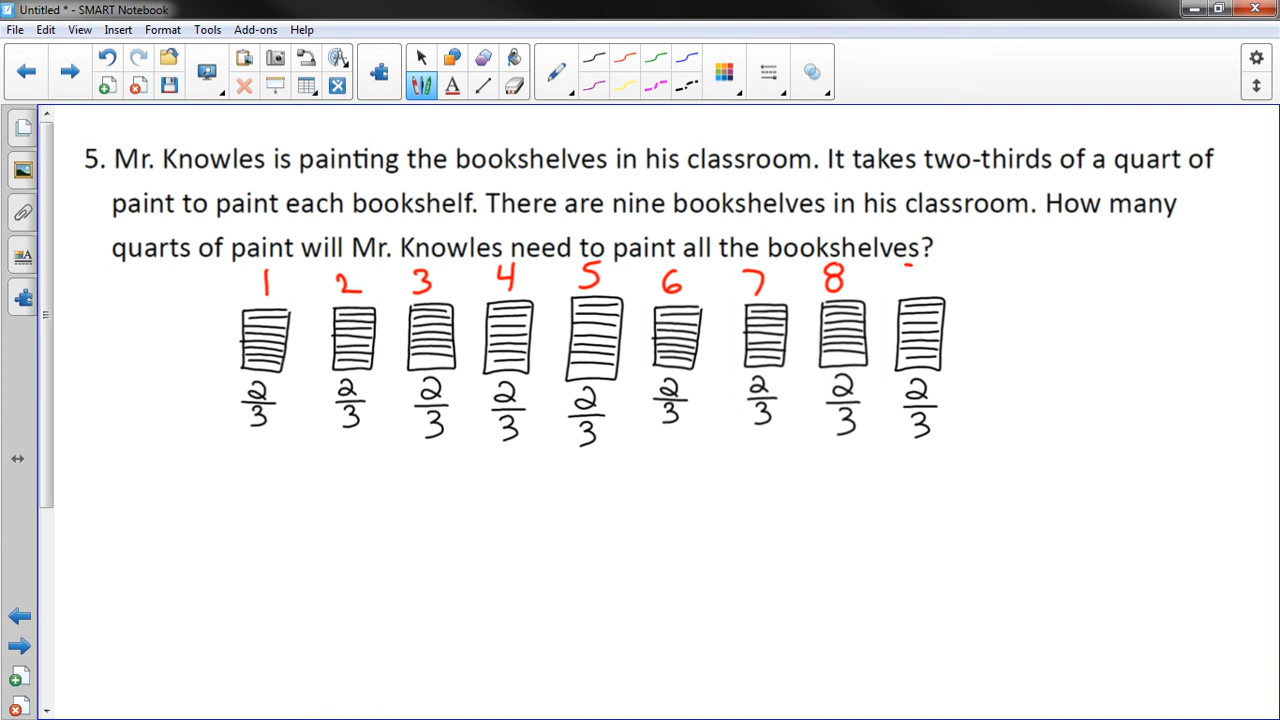 Untitled * - SMART Notebook
File Edit View Insert Format Tools Add-ons Help
A
5. Mr. Knowles is painting the bookshelves in his classroom. It takes two-thirds of a quart of
paint to paint each bookshelf. There are nine bookshelves in his classroom. How many
quarts of paint will Mr. Knowles need to paint all the bookshelves?
1 2 3 4 5 6 7 8
2 2 2 2 2 2 2 2 2
3 3 3 3 3 3 3 3 3